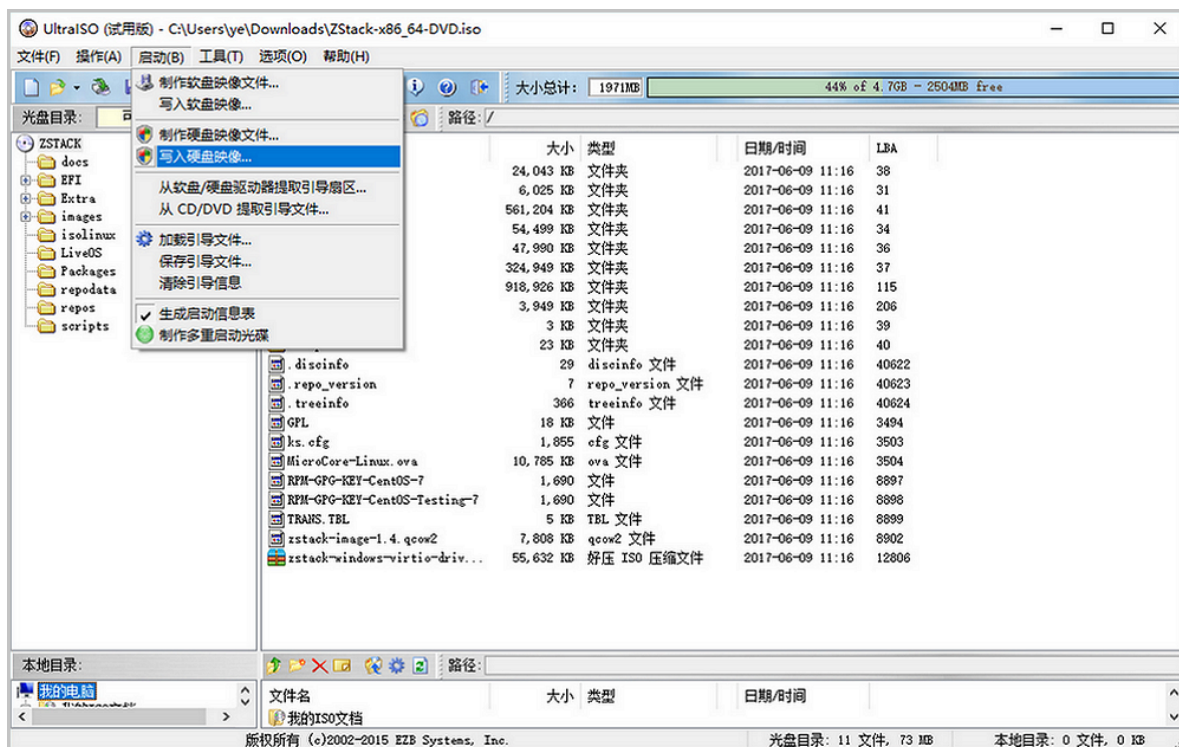 UltraISO (试用版) - C:\Users\ye\Downloads\ZStack-x86_64-DVD.iso
文件(F) 操作(A) 启动(B) 工具(T) 选项(O) 帮助(H)
大小总计: 1971MB 44% of 4.7GB - 2504MB free
光盘目录: 可 路径: /
制作软盘映像文件...
写入软盘映像...
制作硬盘映像文件...
写入硬盘映像...
从软盘/硬盘驱动器提取引导扇区...
从 CD/DVD 提取引导文件...
加载引导文件...
保存引导文件...
清除引导信息
生成启动信息表
制作多重启动光碟
ZSTACK
docs
EFI
Extra
images
isolinux
LiveOS
Packages
repodata
repos
scripts
大小 类型 日期/时间 LBA
24,043 KB 文件夹 2017-06-09 11:16 38
6,025 KB 文件夹 2017-06-09 11:16 31
561,204 KB 文件夹 2017-06-09 11:16 41
54,499 KB 文件夹 2017-06-09 11:16 34
47,990 KB 文件夹 2017-06-09 11:16 36
324,949 KB 文件夹 2017-06-09 11:16 37
918,926 KB 文件夹 2017-06-09 11:16 115
3,949 KB 文件夹 2017-06-09 11:16 206
3 KB 文件夹 2017-06-09 11:16 39
23 KB 文件夹 2017-06-09 11:16 40
.discinfo 29 discinfo 文件 2017-06-09 11:16 40622
.repo_version 7 repo_version 文件 2017-06-09 11:16 40623
.treeinfo 366 treeinfo 文件 2017-06-09 11:16 40624
GPL 18 KB 文件 2017-06-09 11:16 3494
ks.cfg 1,855 cfg 文件 2017-06-09 11:16 3503
MicroCore-Linux.ova 10,785 KB ova 文件 2017-06-09 11:16 3504
RPM-GPG-KEY-CentOS-7 1,690 文件 2017-06-09 11:16 8897
RPM-GPG-KEY-CentOS-Testing-7 1,690 文件 2017-06-09 11:16 8898
TRANS.TBL 5 KB TBL 文件 2017-06-09 11:16 8899
zstack-image-1.4.qcow2 7,808 KB qcow2 文件 2017-06-09 11:16 8902
zstack-windows-virtio-driv... 55,632 KB 好压 ISO 压缩文件 2017-06-09 11:16 12806
本地目录: 路径:
我的电脑
文件名 大小 类型 日期/时间
我的ISO文档
版权所有 (c)2002-2015 EZB Systems, Inc. 光盘目录: 11 文件, 73 MB 本地目录: 0 文件, 0 KB